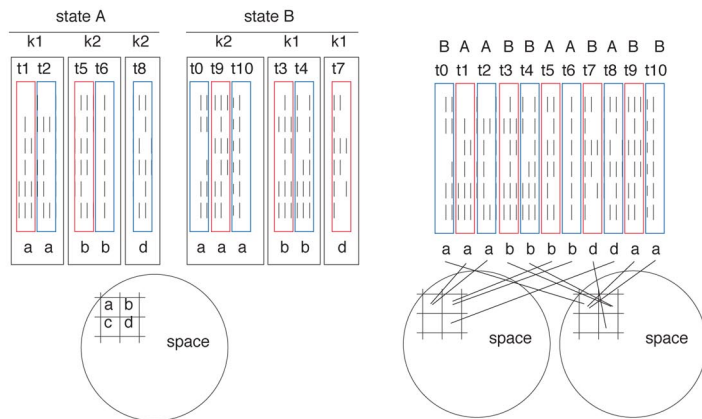 state A
state B
k1 k2 k2
k2 k1 k1
t1 t2 t5 t6 t8
t0 t9 t10 t3 t4 t7
a a b b d
a a a b b d
a b
c d
space
B A A B B A A B A B B
t0 t1 t2 t3 t4 t5 t6 t7 t8 t9 t10
a a a b b b b d d a a
space
space